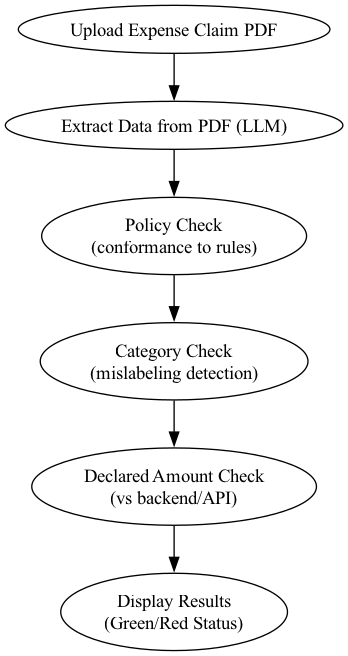 Upload Expense Claim PDF
Extract Data from PDF (LLM)
Policy Check
(conformance to rules)
Category Check
(mislabeling detection)
Declared Amount Check
(vs backend/API)
Display Results
(Green/Red Status)